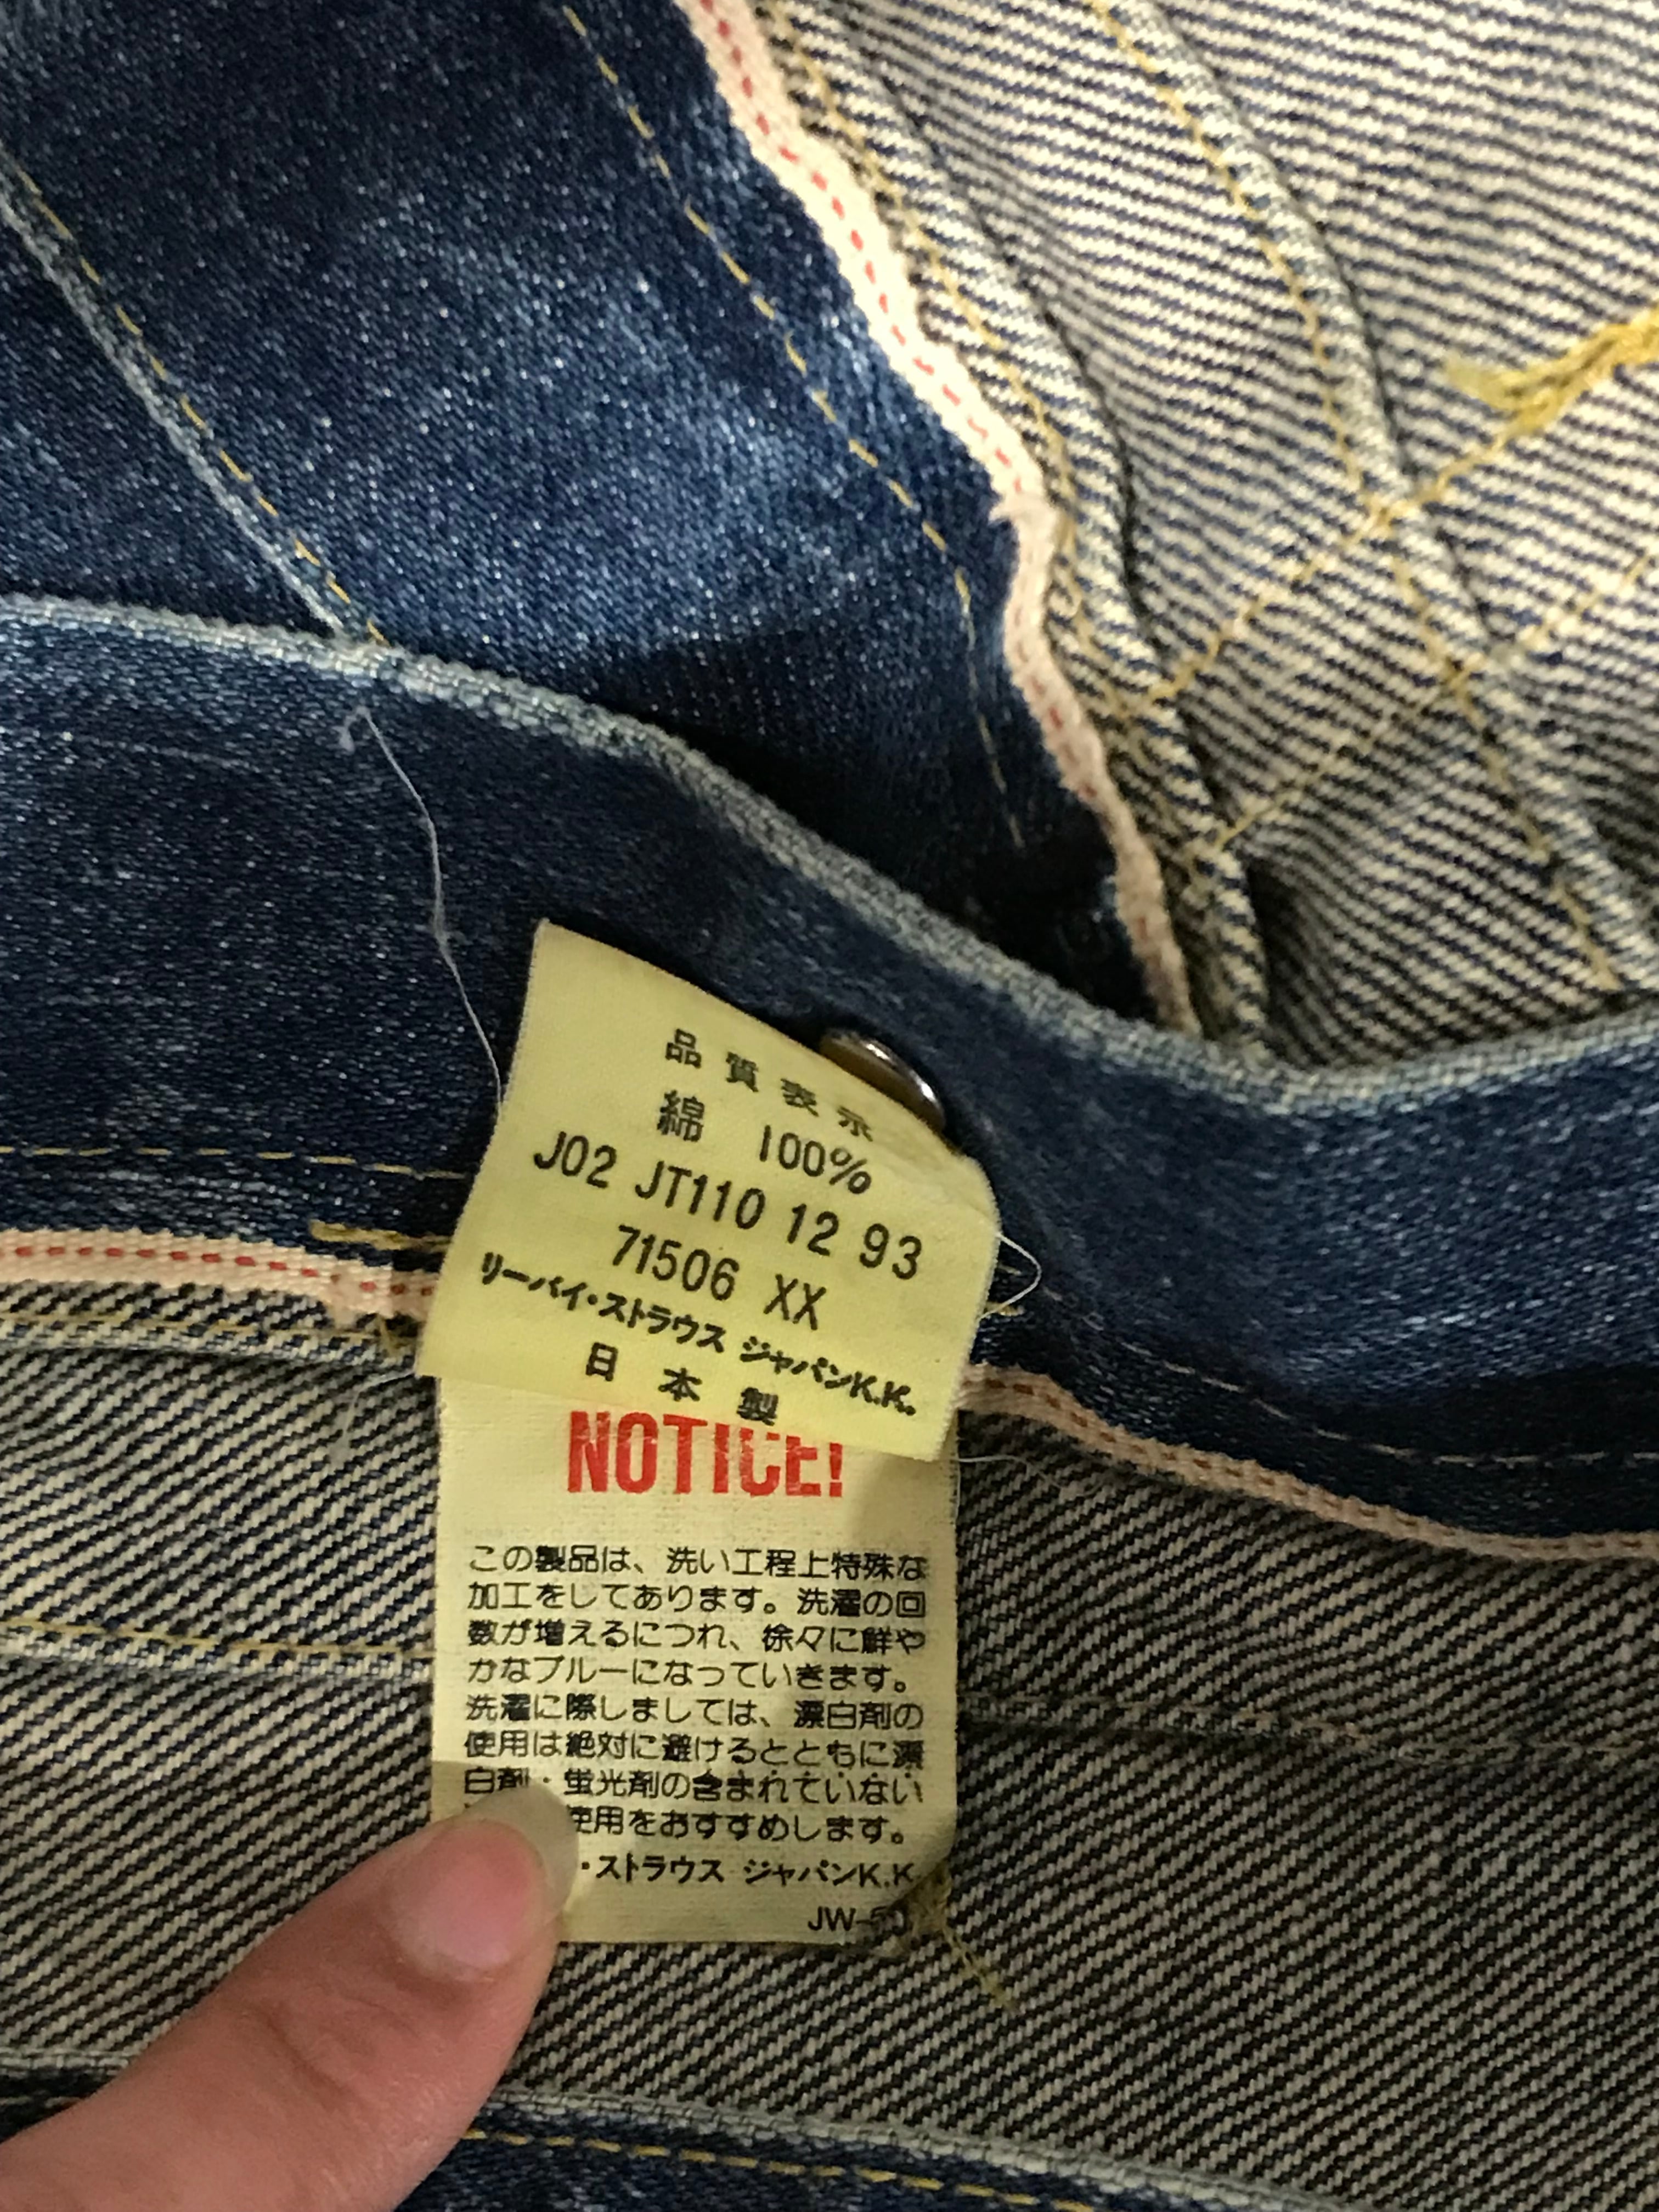 品質表示
綿 100%
J02 JT110 12 93
71506 XX
リーバイ・ストラウス ジャパンK.K.
日本製
NOTICE!
この製品は、洗い工程上特殊な
加工をしてあります。洗濯の回
数が増えるにつれ、徐々に鮮や
かなブルーになっていきます。
洗濯に際しましては、漂白剤の
使用は絶対に避けるとともに漂
白剤・蛍光剤の含まれていない
使用をおすすめします。
・ストラウス ジャパンK.K
JW-